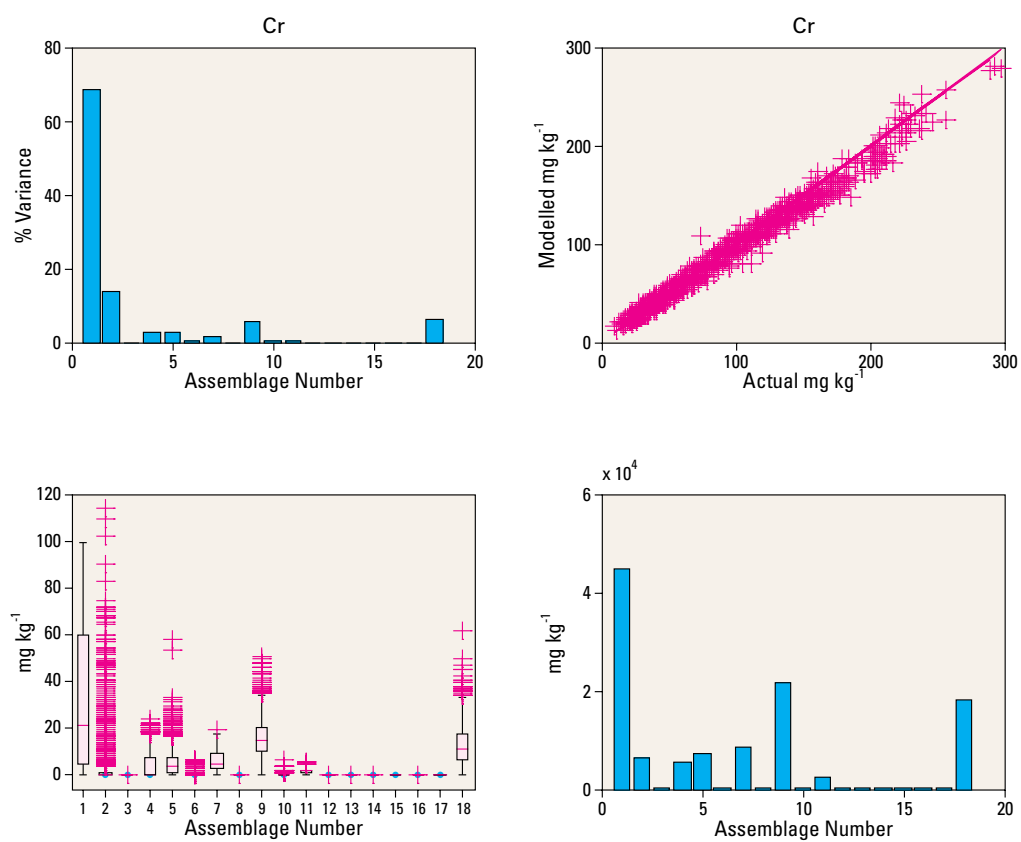 Cr
80
60
40
20
0
% Variance
0 5 10 15 20
Assemblage Number
Cr
300
200
100
0
Modelled mg kg-1
0 100 200 300
Actual mg kg-1
120
100
80
60
40
20
0
mg kg-1
1 2 3 4 5 6 7 8 9 10 11 12 13 14 15 16 17 18
Assemblage Number
x 10^4
6
4
2
0
mg kg-1
0 5 10 15 20
Assemblage Number